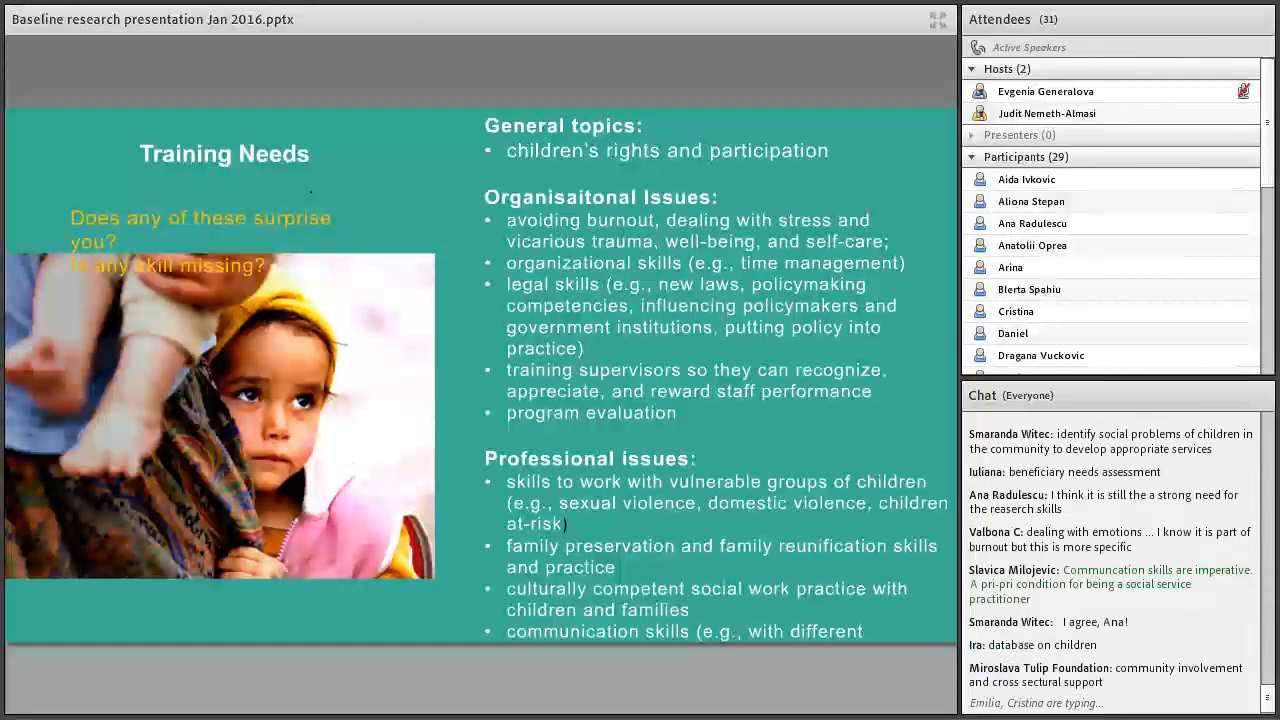 Baseline research presentation Jan 2016.pptx
Training Needs
Does any of these surprise
you?
Is any skill missing?
General topics:
• children's rights and participation
Organisaitonal Issues:
• avoiding burnout, dealing with stress and
vicarious trauma, well-being, and self-care;
• organizational skills (e.g., time management)
• legal skills (e.g., new laws, policymaking
competencies, influencing policymakers and
government institutions, putting policy into
practice)
• training supervisors so they can recognize,
appreciate, and reward staff performance
• program evaluation
Professional issues:
• skills to work with vulnerable groups of children
(e.g., sexual violence, domestic violence, children
at-risk)
• family preservation and family reunification skills
and practice
• culturally competent social work practice with
children and families
• communication skills (e.g., with different
Attendees (31)
Active Speakers
Hosts (2)
Evgenia Generalova
Judit Nemeth-Almasi
Presenters (0)
Participants (29)
Aida Ivkovic
Aliona Stepan
Ana Radulescu
Anatolii Oprea
Arina
Blerta Spahiu
Cristina
Daniel
Dragana Vuckovic
Chat (Everyone)
Smaranda Witec: identify social problems of children in
the community to develop appropriate services
Iuliana: beneficiary needs assessment
Ana Radulescu: I think it is still the a strong need for
the reaserch skills
Valbona C: dealing with emotions ... I know it is part of
burnout but this is more specific
Slavica Milojevic: Communcation skills are imperative.
A pri-pri condition for being a social service
practitioner
Smaranda Witec: I agree, Ana!
Ira: database on children
Miroslava Tulip Foundation: community involvement
and cross sectural support
Emilia, Cristina are typing...